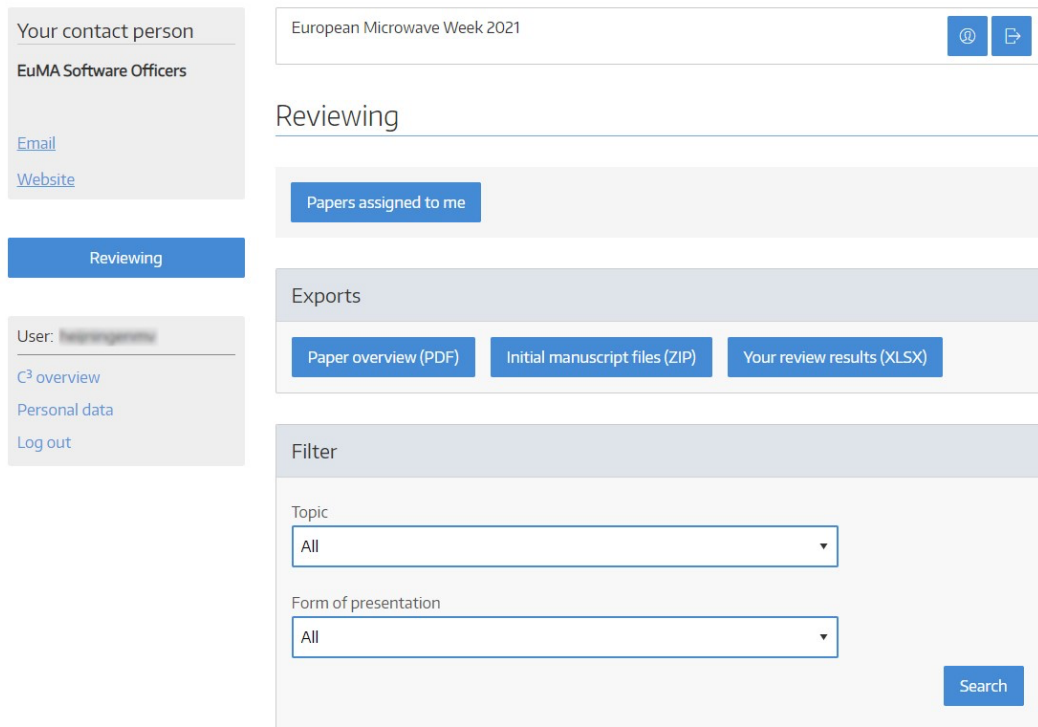 Your contact person
EuMA Software Officers
Email
Website
Reviewing
User:
C³ overview
Personal data
Log out
European Microwave Week 2021
Reviewing
Papers assigned to me
Exports
Paper overview (PDF)
Initial manuscript files (ZIP)
Your review results (XLSX)
Filter
Topic
All
Form of presentation
All
Search